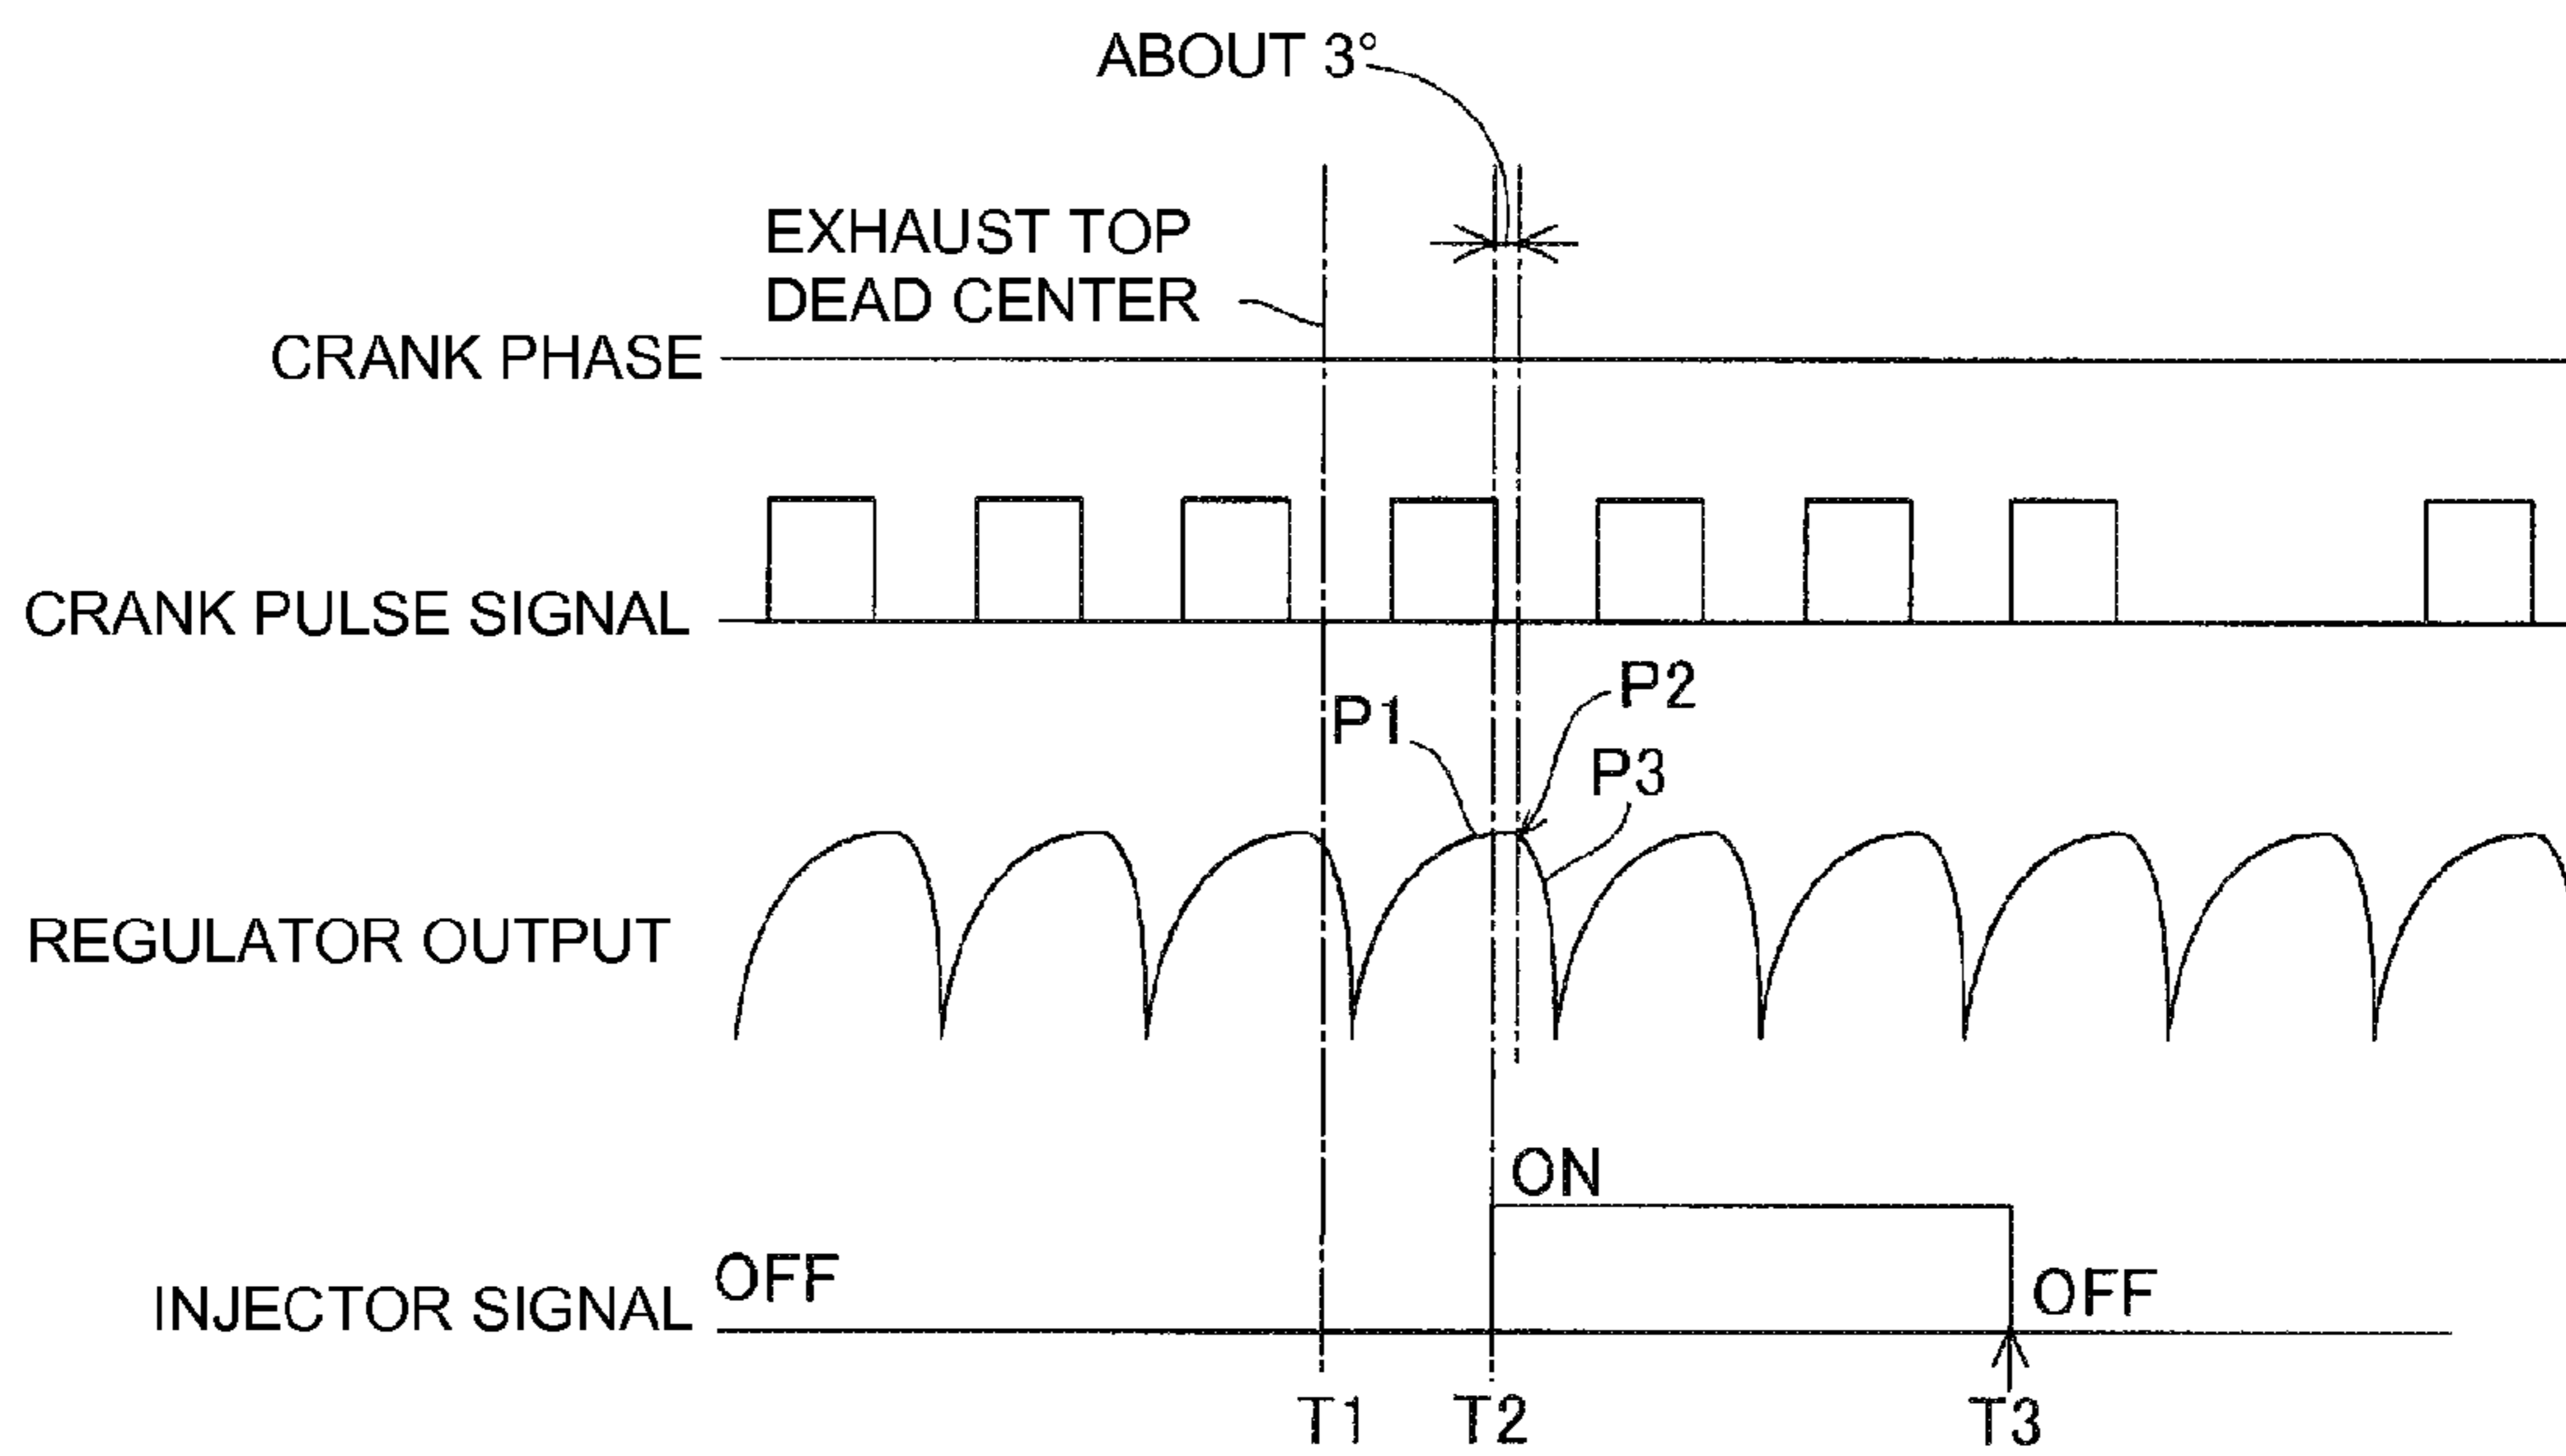 ABOUT 3°
EXHAUST TOP
DEAD CENTER
CRANK PHASE
CRANK PULSE SIGNAL
P1
P2
P3
REGULATOR OUTPUT
ON
OFF
INJECTOR SIGNAL
OFF
T1
T2
T3